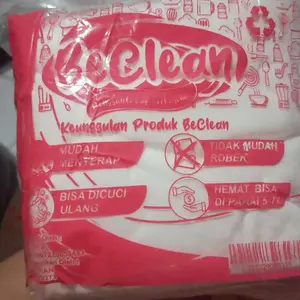 BeClean
Keunggulan Produk BeClean
MUDAH
MENYERAP
TIDAK MUDAH
ROBEK
BISA DICUCI
ULANG
HEMAT BISA
DI PAKAI 5-7X